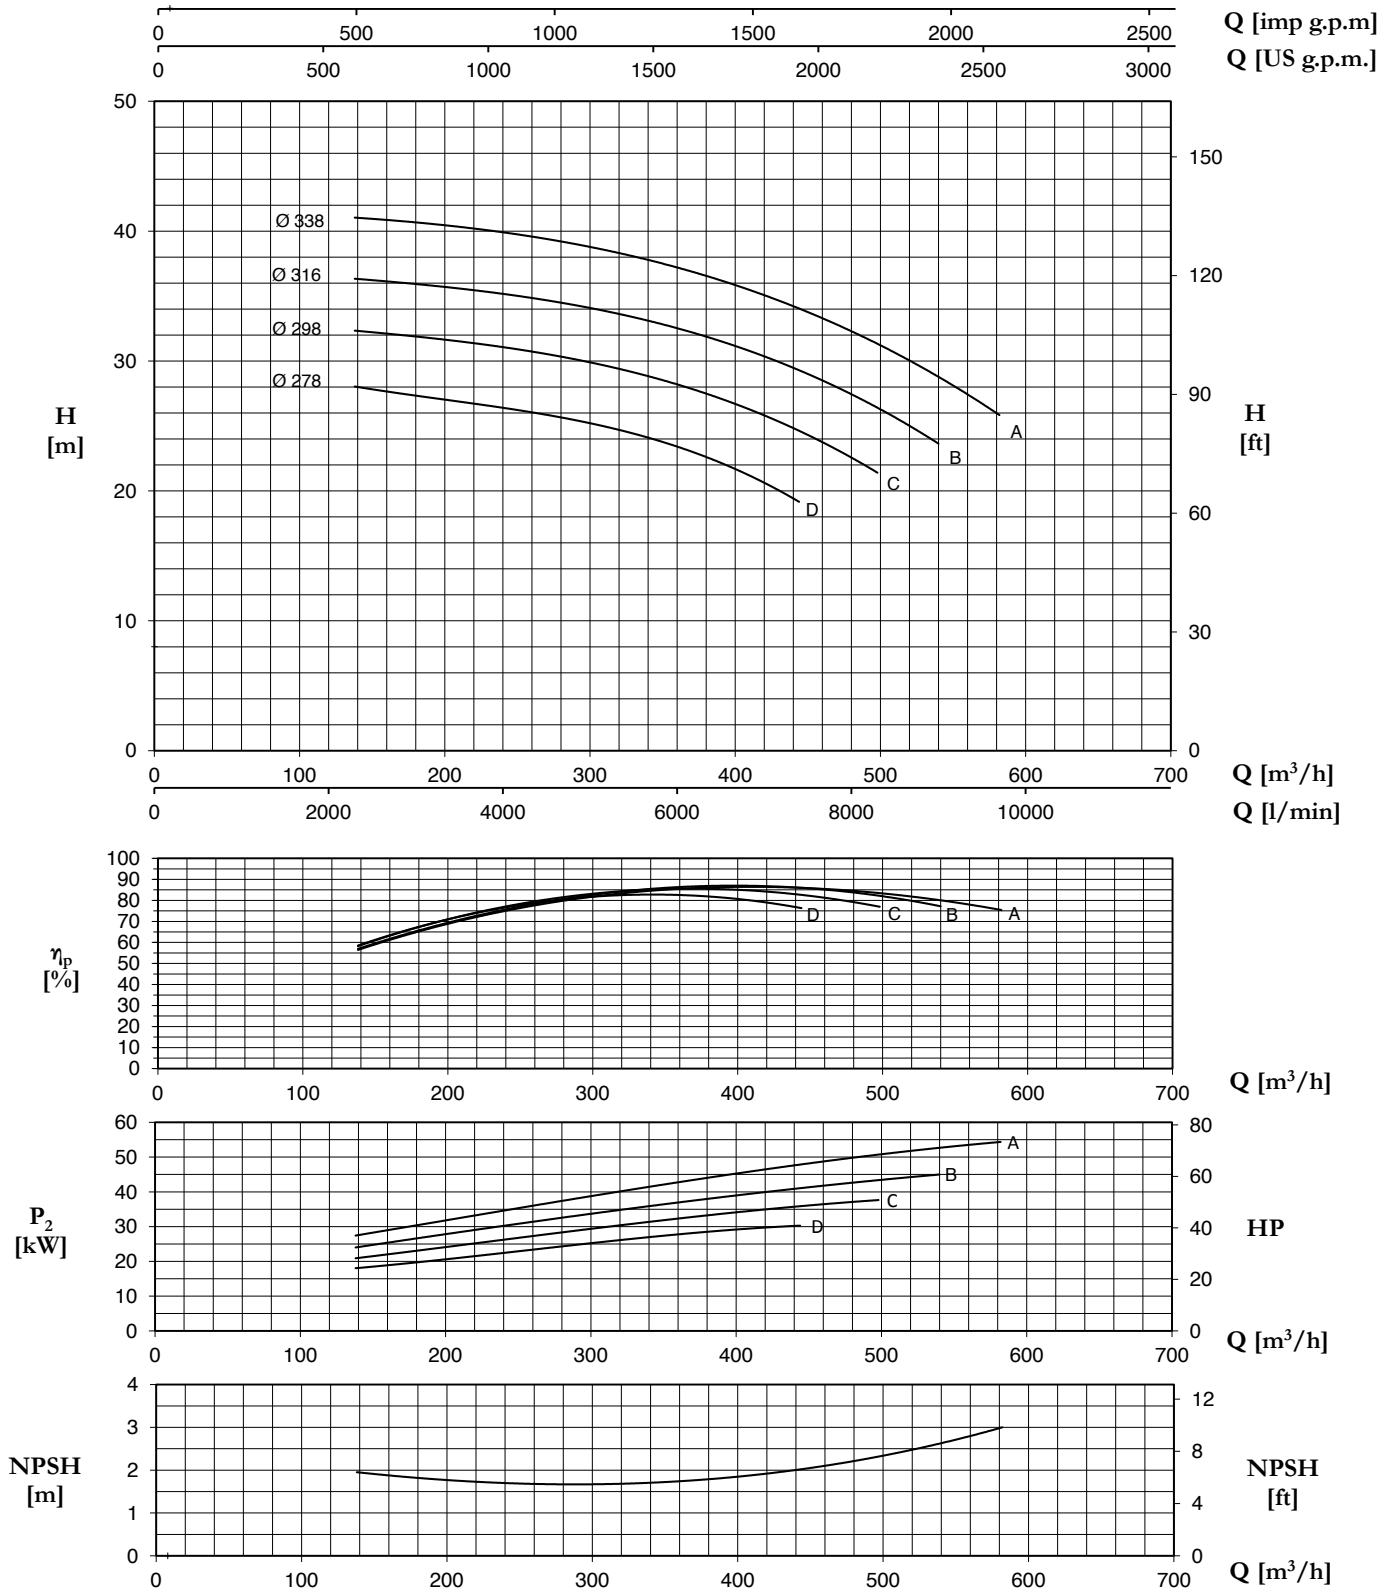 Q [imp g.p.m]
0 500 1000 1500 2000 2500
Q [US g.p.m.]
0 500 1000 1500 2000 2500 3000
50
150
Ø 338
40
Ø 316
120
Ø 298
30
Ø 278
90
H
[m]
H
[ft]
A
B
C
20
D
60
10
30
0
0
0 100 200 300 400 500 600 700
Q [m³/h]
0 2000 4000 6000 8000 10000
Q [l/min]
100
90
80
70
60
50
40
30
20
10
0
ηp
[%]
D C B A
0 100 200 300 400 500 600 700
Q [m³/h]
60
50
40
30
20
10
0
P₂
[kW]
A
B
C
D
80
60
40
20
0
HP
0 100 200 300 400 500 600 700
Q [m³/h]
4
3
2
1
0
NPSH
[m]
12
8
4
0
NPSH
[ft]
0 100 200 300 400 500 600 700
Q [m³/h]